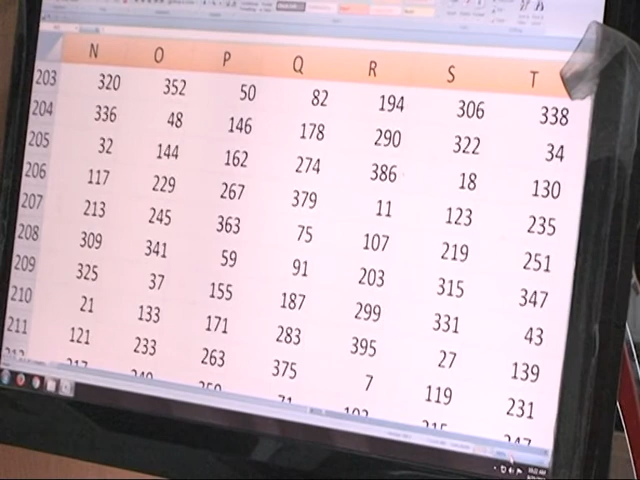 N O P Q R S T
203 320 352 50 82 194 306 338
204 336 48 146 178 290 322 34
205 32 144 162 274 386 18 130
206 117 229 267 379 11 123 235
207 213 245 363 75 107 219 251
208 309 341 59 91 203 315 347
209 325 37 155 187 299 331 43
210 21 133 171 283 395 27 139
211 121 233 263 375 7 119 231